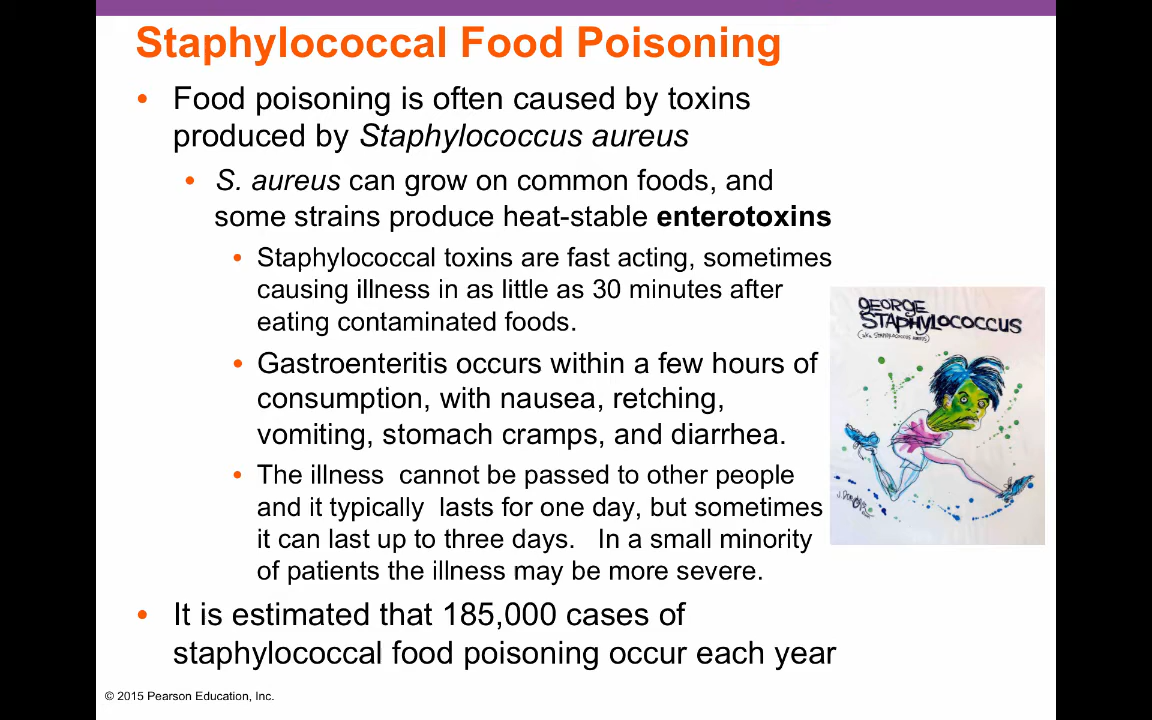 Staphylococcal Food Poisoning
• Food poisoning is often caused by toxins
produced by Staphylococcus aureus
• S. aureus can grow on common foods, and
some strains produce heat-stable enterotoxins
• Staphylococcal toxins are fast acting, sometimes
causing illness in as little as 30 minutes after
eating contaminated foods.
• Gastroenteritis occurs within a few hours of
consumption, with nausea, retching,
vomiting, stomach cramps, and diarrhea.
• The illness  cannot be passed to other people
and it typically  lasts for one day, but sometimes
it can last up to three days.   In a small minority
of patients the illness may be more severe.
GEORGE
STAPHYLOCOCCUS
• It is estimated that 185,000 cases of
staphylococcal food poisoning occur each year
© 2015 Pearson Education, Inc.